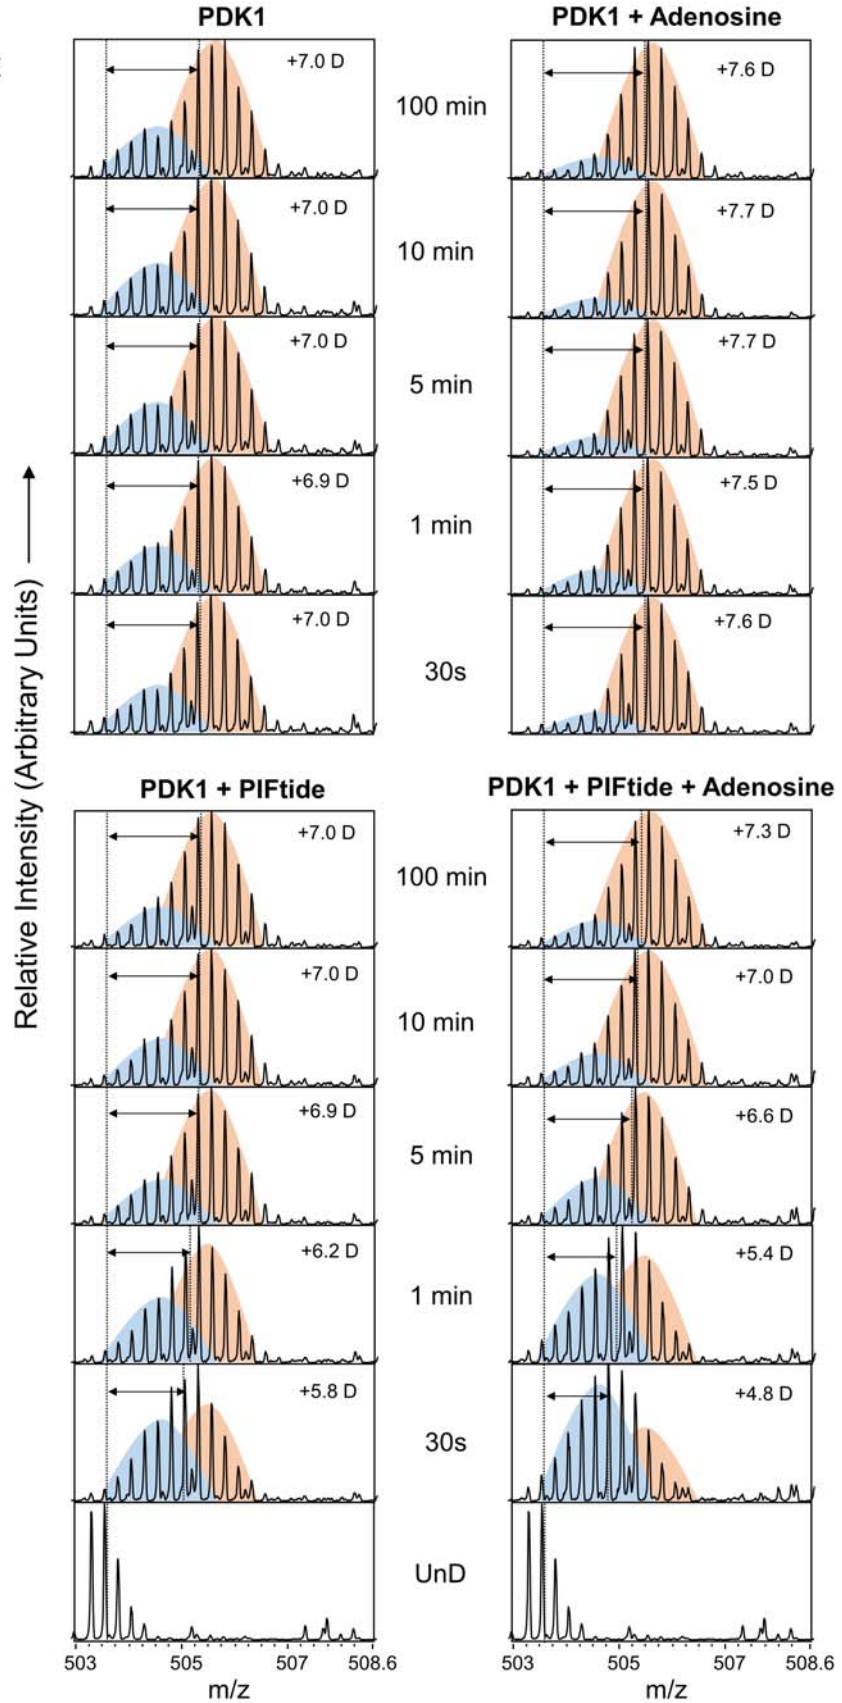 PDK1
PDK1 + Adenosine
+7.0 D
100 min
+7.6 D
+7.0 D
10 min
+7.7 D
+7.0 D
5 min
+7.7 D
+6.9 D
1 min
+7.5 D
+7.0 D
30s
+7.6 D
Relative Intensity (Arbitrary Units)
PDK1 + PIFtide
PDK1 + PIFtide + Adenosine
+7.0 D
100 min
+7.3 D
+7.0 D
10 min
+7.0 D
+6.9 D
5 min
+6.6 D
+6.2 D
1 min
+5.4 D
+5.8 D
30s
+4.8 D
UnD
503 505 507 508.6
503 505 507 508.6
m/z
m/z